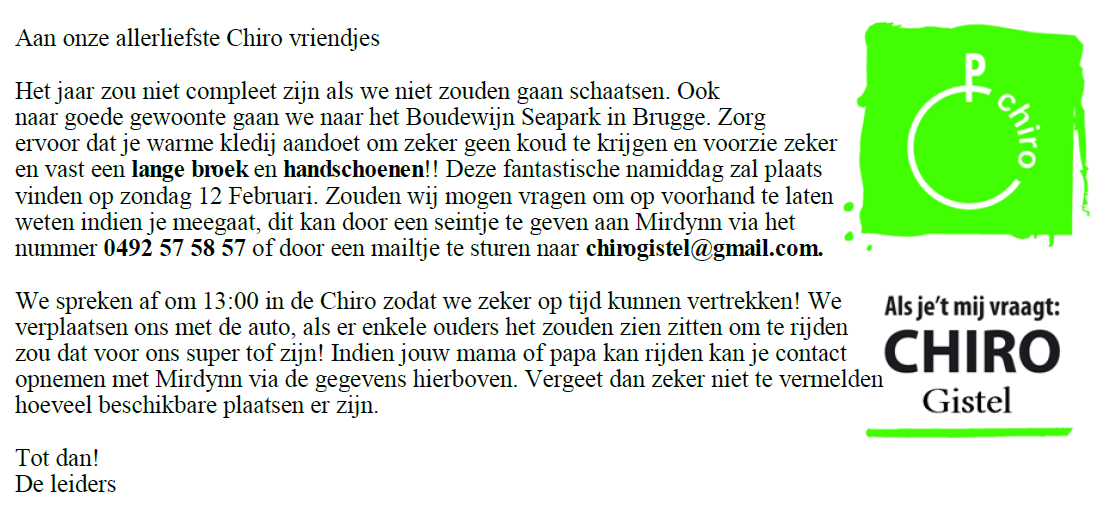 Aan onze allerliefste Chiro vriendjes
Het jaar zou niet compleet zijn als we niet zouden gaan schaatsen. Ook
naar goede gewoonte gaan we naar het Boudewijn Seapark in Brugge. Zorg
ervoor dat je warme kledij aandoet om zeker geen koud te krijgen en voorzie zeker
en vast een lange broek en handschoenen!! Deze fantastische namiddag zal plaats
vinden op zondag 12 Februari. Zouden wij mogen vragen om op voorhand te laten
weten indien je meegaat, dit kan door een seintje te geven aan Mirdynn via het
nummer 0492 57 58 57 of door een mailtje te sturen naar chirogistel@gmail.com.
We spreken af om 13:00 in de Chiro zodat we zeker op tijd kunnen vertrekken! We
verplaatsen ons met de auto, als er enkele ouders het zouden zien zitten om te rijden
zou dat voor ons super tof zijn! Indien jouw mama of papa kan rijden kan je contact
opnemen met Mirdynn via de gegevens hierboven. Vergeet dan zeker niet te vermelden
hoeveel beschikbare plaatsen er zijn.
Tot dan!
De leiders
chiro
Als je't mij vraagt:
CHIRO
Gistel